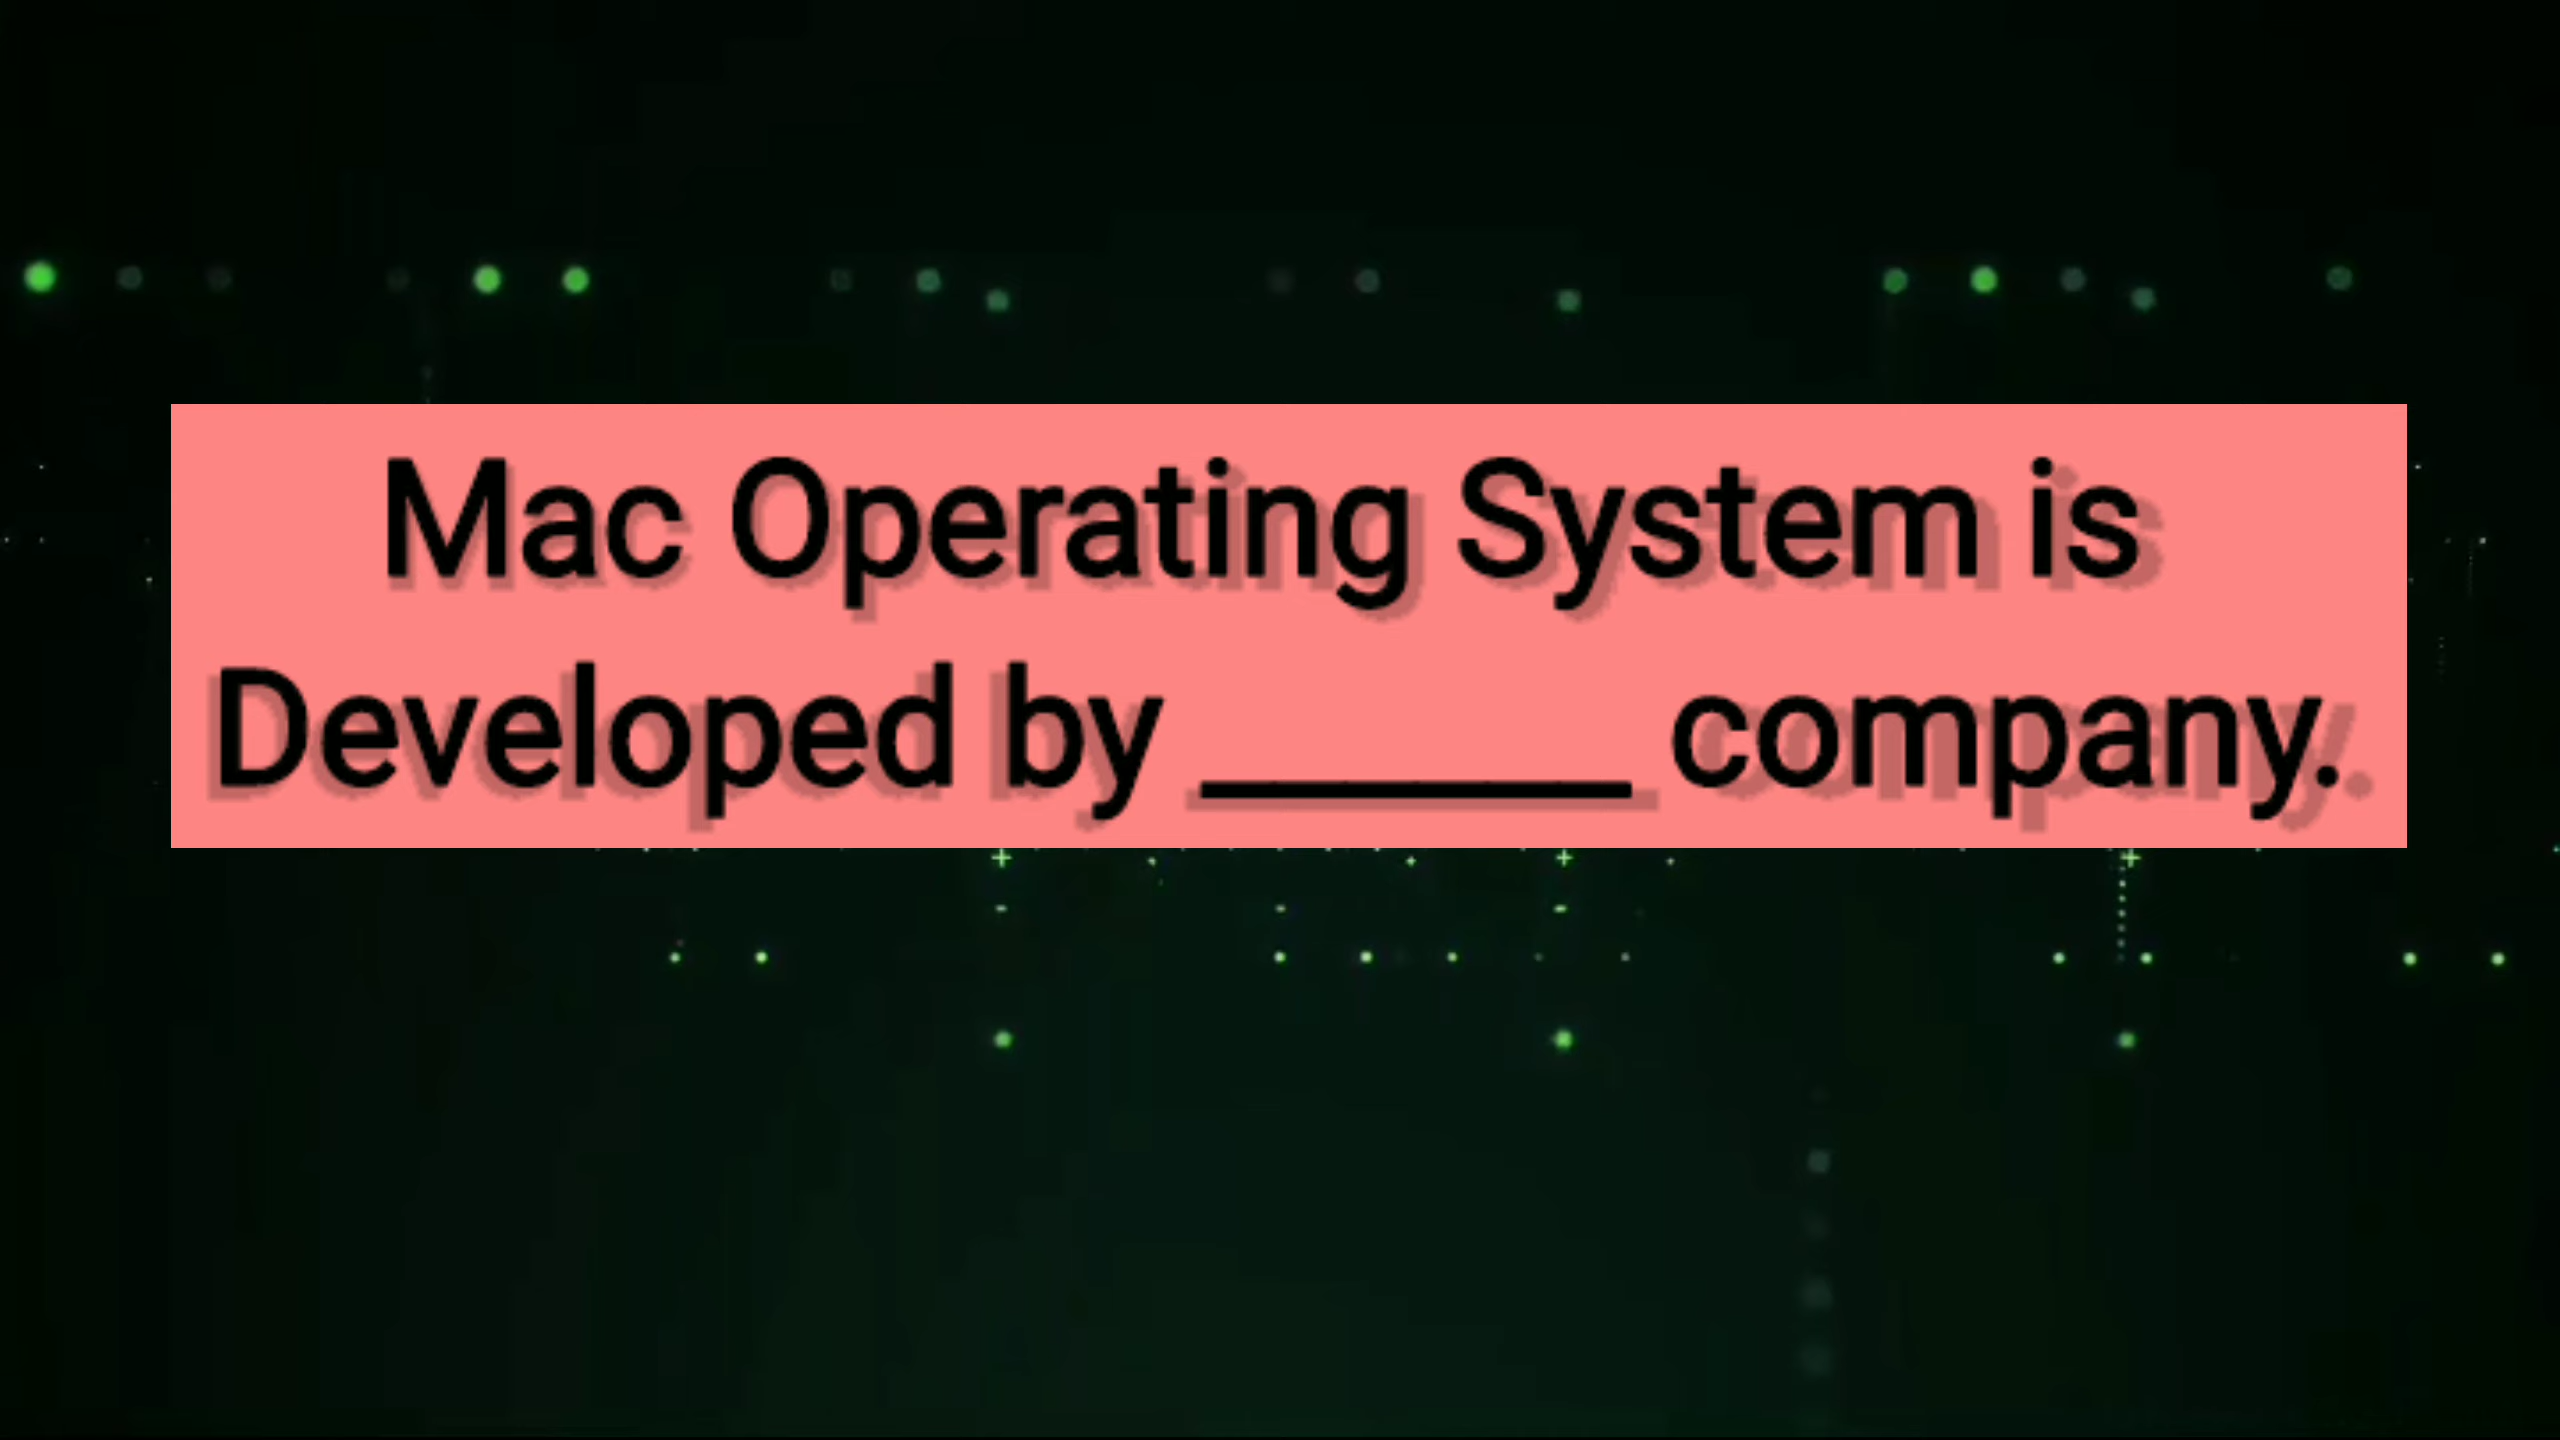 Mac Operating System is
Developed by ______ company.